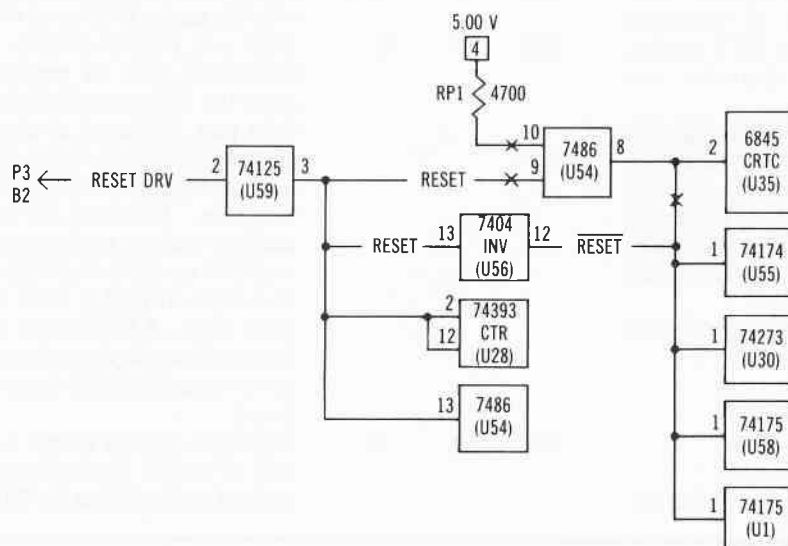 5.00 V
4
RP1
4700
10
7486
(U54)
8
9
2
6845
CRTC
(U35)
P3
B2
RESET DRV
2
74125
(U59)
3
RESET
RESET
13
7404
INV
(U56)
12
RESET
1
74174
(U55)
2
12
74393
CTR
(U28)
1
74273
(U30)
13
7486
(U54)
1
74175
(U58)
1
74175
(U1)